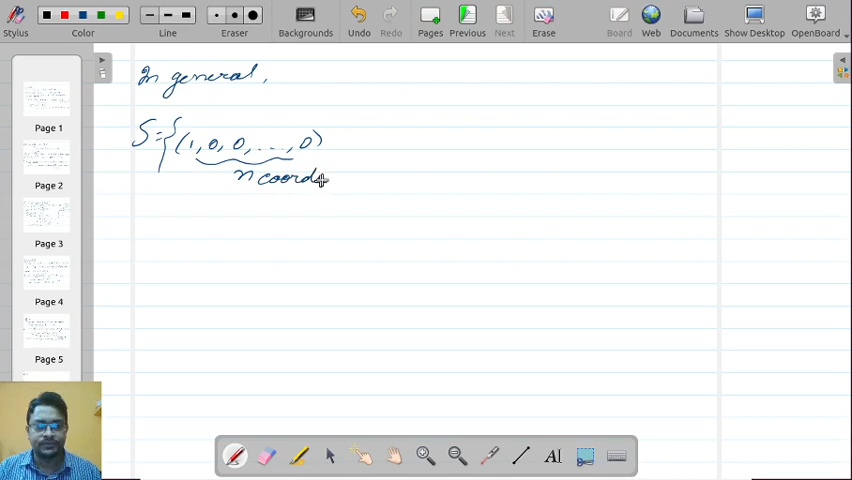 Stylus
Color
Line
Eraser
Backgrounds
Undo
Redo
Pages
Previous
Next
Erase
Board
Web
Documents
Show Desktop
OpenBoard
Page 1
Page 2
Page 3
Page 4
Page 5
In general,
S={(1, 0, 0, ...., 0)
n coord
AI